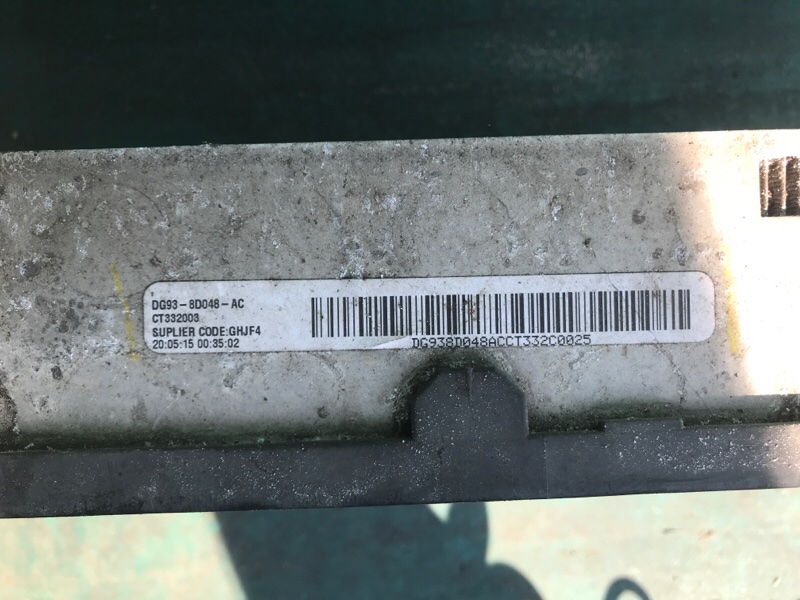 DG93-8D048-AC
CT332003
SUPLIER CODE:GHJF4
20:05:15 00:35:02
DG938D048ACCT332C0025